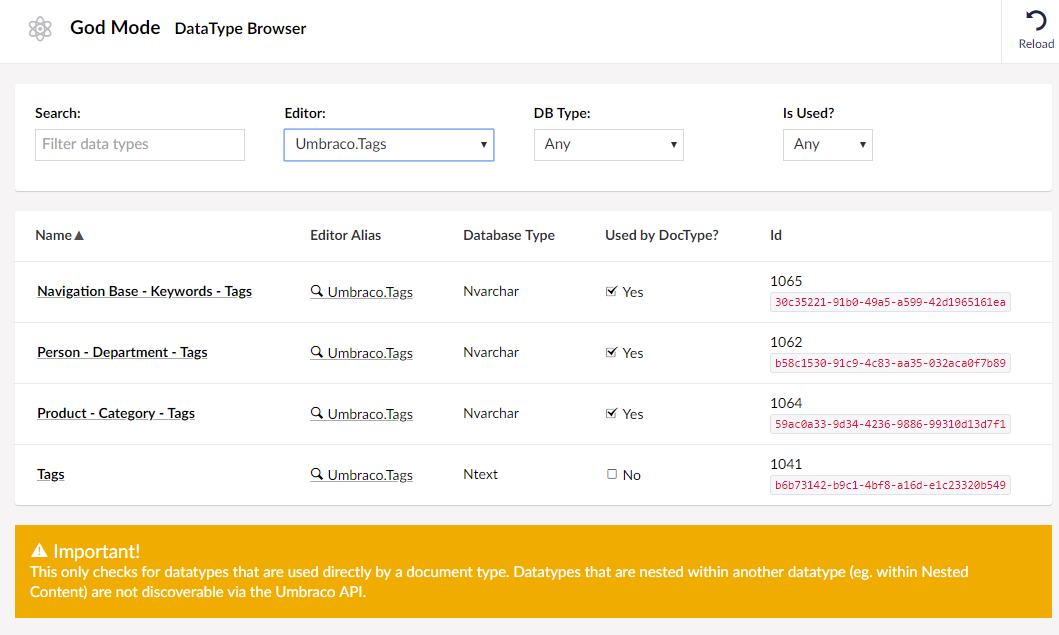 God Mode DataType Browser
Reload
Search: Editor: DB Type: Is Used?
Filter data types Umbraco.Tags Any Any
Name Editor Alias Database Type Used by DocType? Id
Navigation Base - Keywords - Tags Umbraco.Tags Nvarchar Yes 1065
30c35221-91b0-49a5-a599-42d1965161ea
Person - Department - Tags Umbraco.Tags Nvarchar Yes 1062
b58c1530-91c9-4c83-aa35-032aca0f7b89
Product - Category - Tags Umbraco.Tags Nvarchar Yes 1064
59ac0a33-9d34-4236-9886-99310d13d7f1
Tags Umbraco.Tags Ntext No 1041
b6b73142-b9c1-4bf8-a16d-e1c23320b549
Important!
This only checks for datatypes that are used directly by a document type. Datatypes that are nested within another datatype (eg. within Nested
Content) are not discoverable via the Umbraco API.